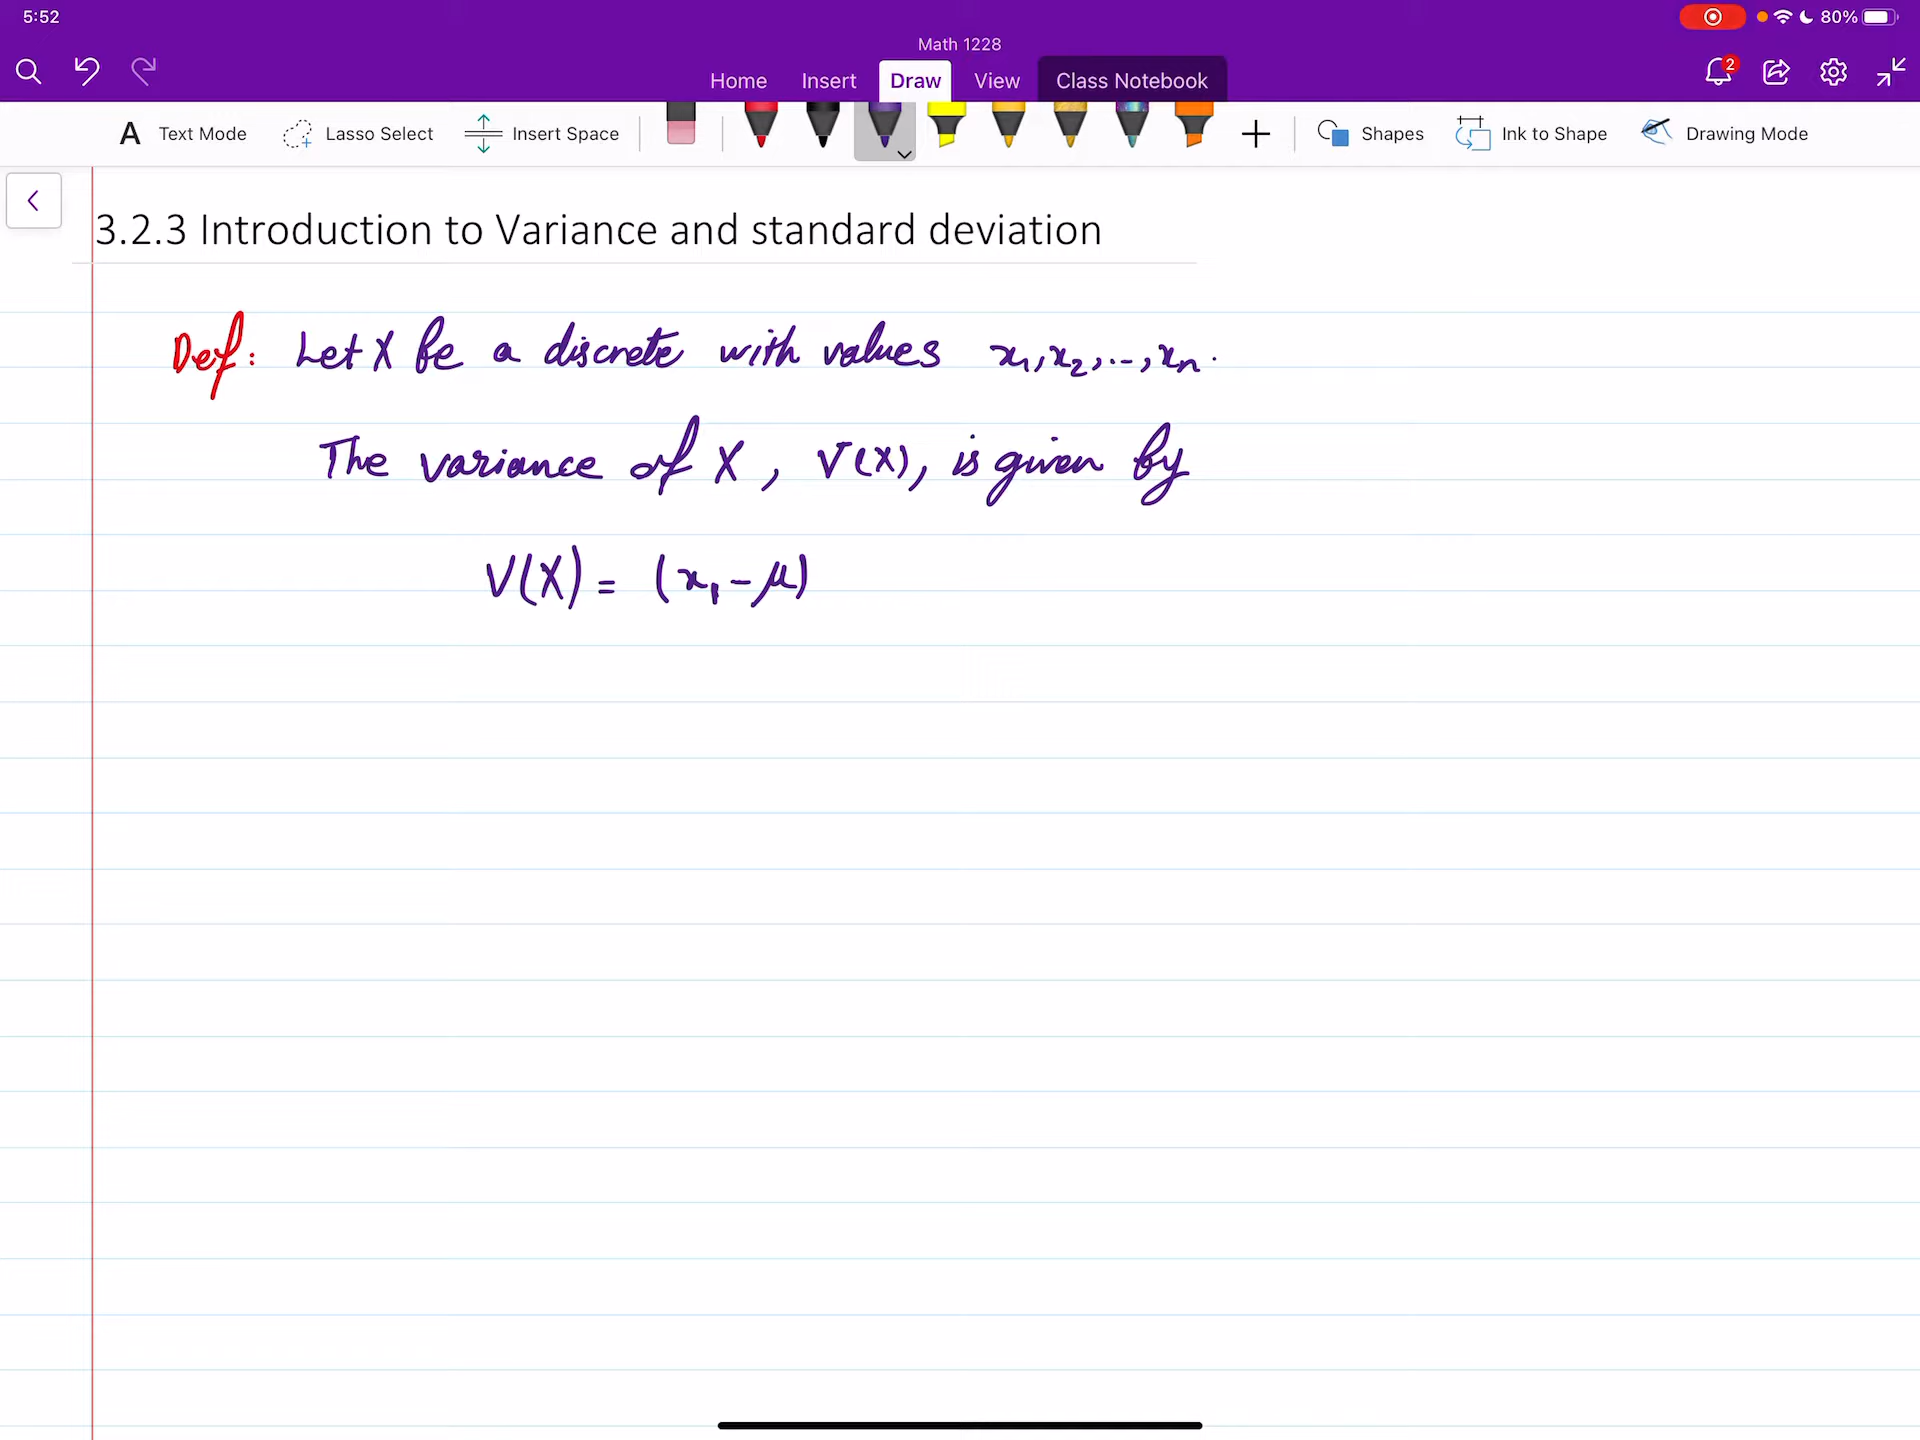 5:52
80%
Math 1228
2
Home Insert Draw View Class Notebook
A Text Mode Lasso Select Insert Space Shapes Ink to Shape Drawing Mode
3.2.3 Introduction to Variance and standard deviation
Def: Let X be a discrete with values x₁, x₂, ..., xₙ.
The variance of X, V(X), is given by
V(X) = (x₁ - μ)